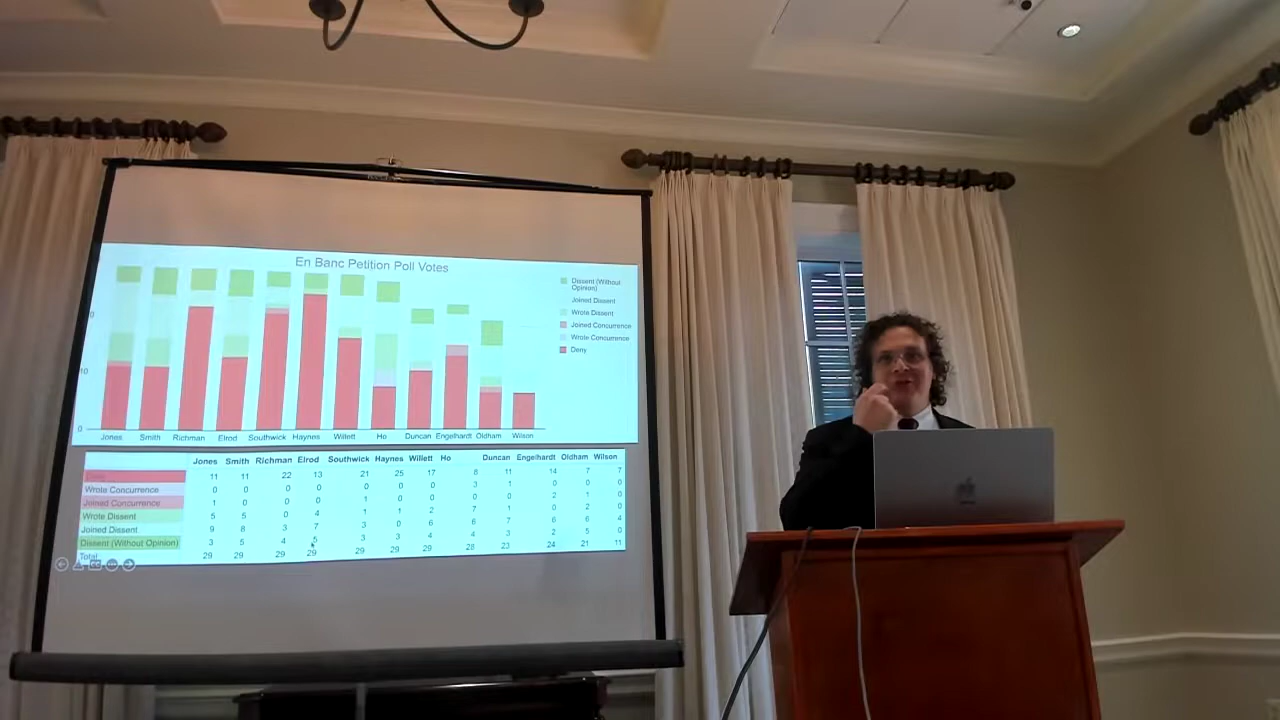 En Banc Petition Poll Votes
Dissent (Without Opinion)
Joined Dissent
Wrote Dissent
Joined Concurrence
Wrote Concurrence
Deny
0
Jones Smith Richman Elrod Southwick Haynes Willett Ho Duncan Engelhardt Oldham Wilson
Jones Smith Richman Elrod Southwick Haynes Willett Ho Duncan Engelhardt Oldham Wilson
11 11 22 13 21 25 17 8 11 14 7 7
Wrote Concurrence 0 0 0 0 0 0 0 3 1 0 0 0
Joined Concurrence 1 0 0 0 1 0 0 0 0 2 1 0
Wrote Dissent 5 5 0 4 1 1 2 7 1 0 2 0
Joined Dissent 9 8 3 7 3 0 6 6 7 6 6 4
Dissent (Without Opinion) 3 5 4 5 3 3 4 4 3 2 5 0
Total 29 29 29 29 29 29 29 28 23 24 21 11